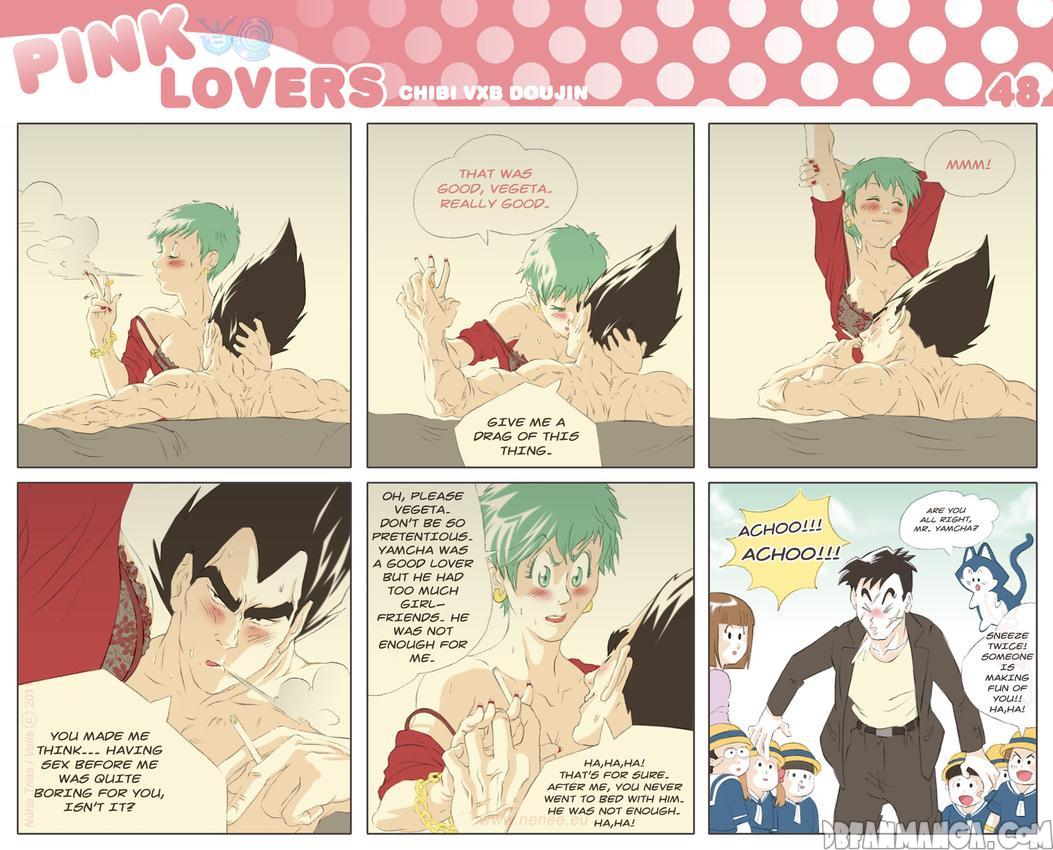 PINK
LOVERS
CHIBI VXB DOUJIN
48
THAT WAS
GOOD, VEGETA.
REALLY GOOD.
GIVE ME A
DRAG OF THIS
THING.
MMM!
YOU MADE ME
THINK... HAVING
SEX BEFORE ME
WAS QUITE
BORING FOR YOU,
ISN'T IT?
OH, PLEASE
VEGETA.
DON'T BE SO
PRETENTIOUS.
YAMCHA WAS
A GOOD LOVER
BUT HE HAD
TOO MUCH
GIRL-
FRIENDS. HE
WAS NOT
ENOUGH FOR
ME.
HA,HA,HA!
THAT'S FOR SURE.
AFTER ME, YOU NEVER
WENT TO BED WITH HIM.
HE WAS NOT ENOUGH.
HA,HA!
www.nenee.eu
ACHOO!!!
ACHOO!!!
ARE YOU
ALL RIGHT,
MR. YAMCHA?
SNEEZE
TWICE!
SOMEONE
IS
MAKING
FUN OF
YOU!!
HA,HA!
DBFANMANGA.COM